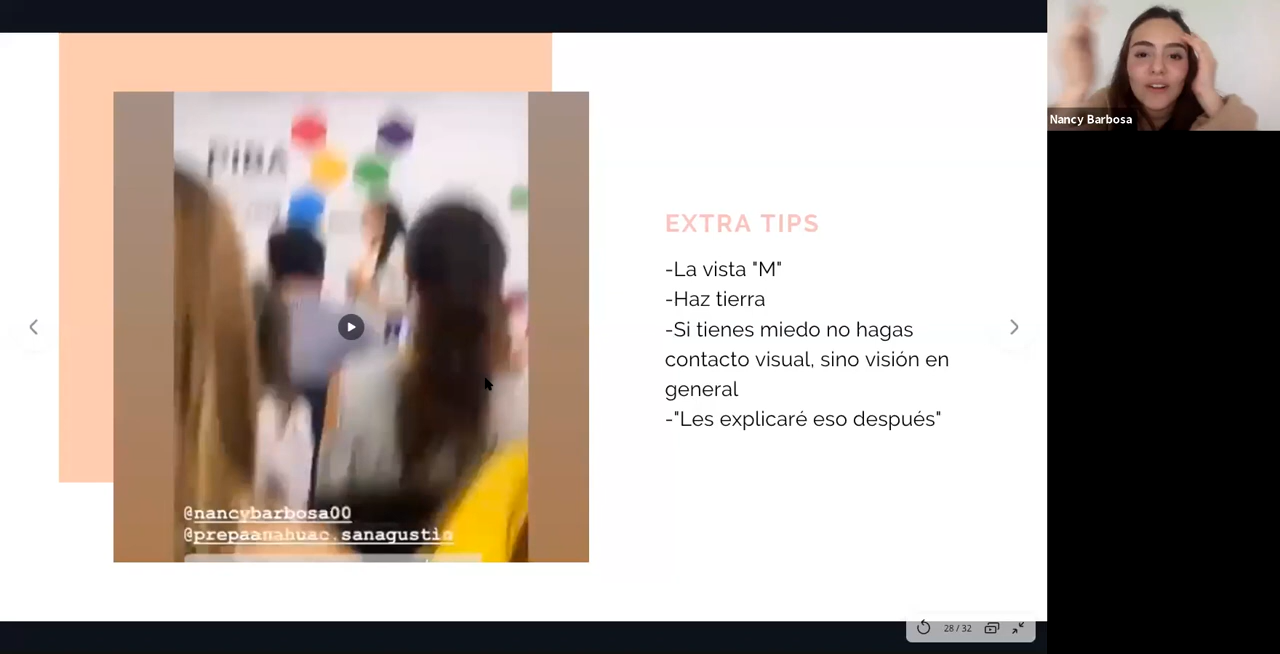 EXTRA TIPS
-La vista "M"
-Haz tierra
-Si tienes miedo no hagas
contacto visual, sino visión en
general
-"Les explicaré eso después"
@nancybarbosa00
@prepaanahuac.sanagustin
Nancy Barbosa
28 / 32